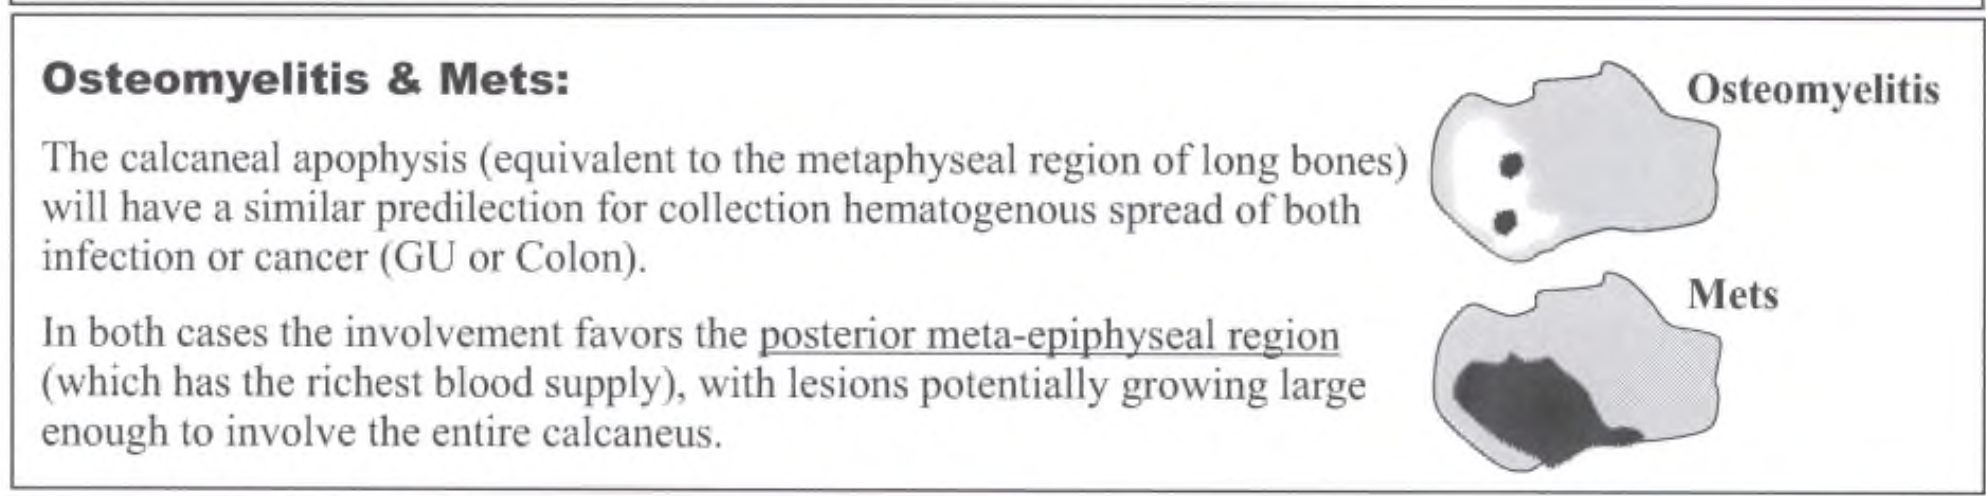 Osteomyelitis & Mets:
The calcaneal apophysis (equivalent to the metaphyseal region of long bones)
will have a similar predilection for collection hematogenous spread of both
infection or cancer (GU or Colon).
In both cases the involvement favors the posterior meta-epiphyseal region
(which has the richest blood supply), with lesions potentially growing large
enough to involve the entire calcaneus.
Osteomyelitis
Mets